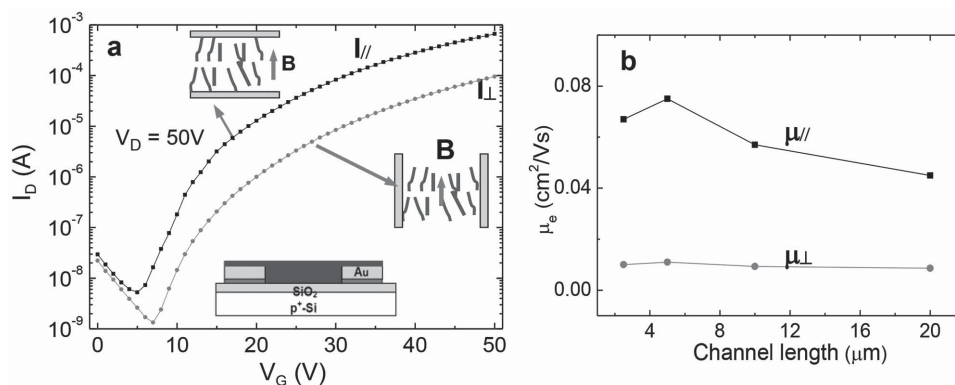 a
I//
B
I⊥
V_D = 50V
B
Au
SiO₂
p⁺-Si
10⁻³
10⁻⁴
10⁻⁵
10⁻⁶
10⁻⁷
10⁻⁸
10⁻⁹
I_D (A)
0 10 20 30 40 50
V_G (V)
b
μ//
μ⊥
0.08
0.04
0.00
μₑ (cm²/Vs)
4 8 12 16 20
Channel length (μm)